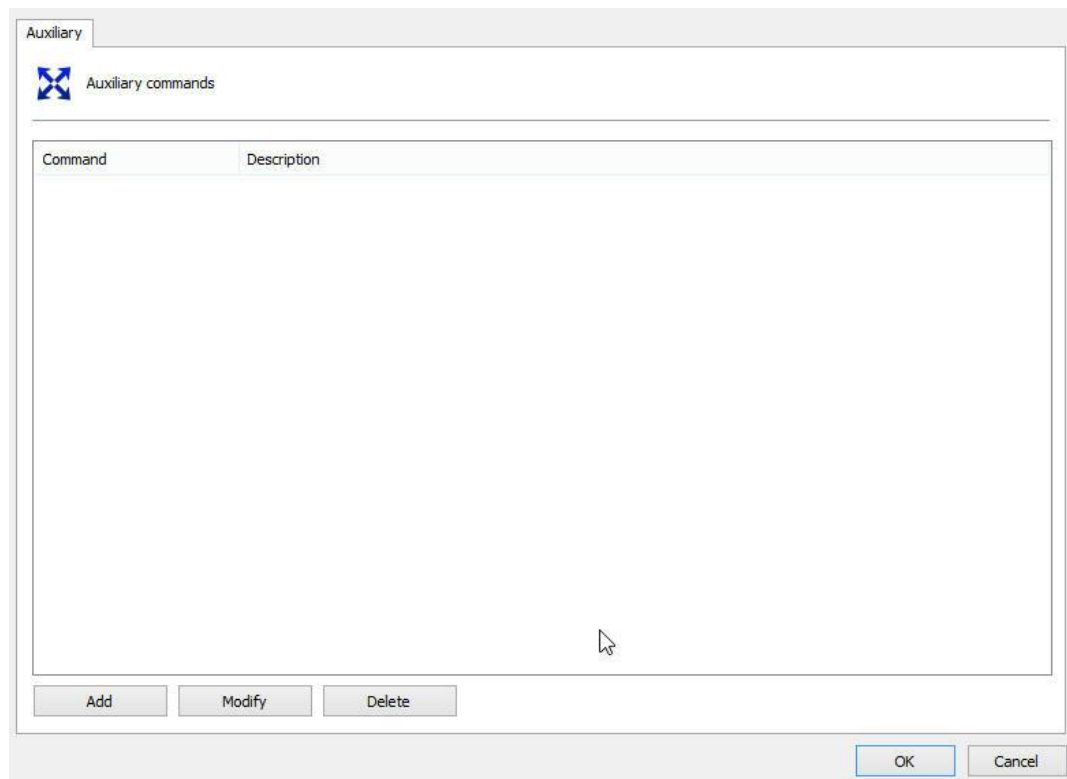 Auxiliary
Auxiliary commands
Command Description
Add Modify Delete
OK Cancel